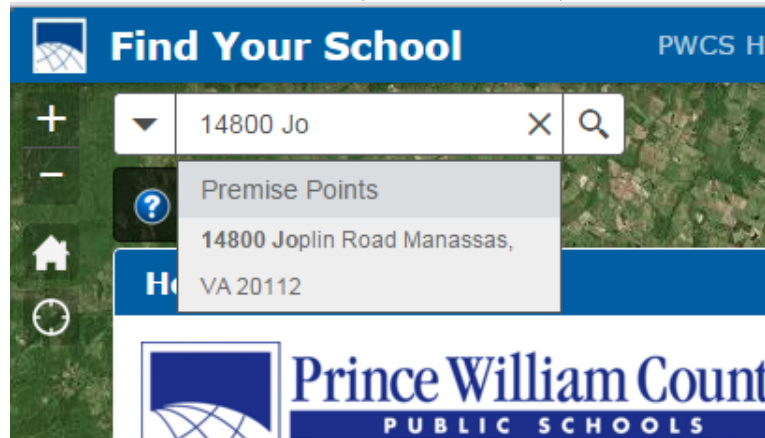 Find Your School
PWCS H
14800 Jo
Premise Points
14800 Joplin Road Manassas,
VA 20112
Prince William Count
PUBLIC SCHOOLS